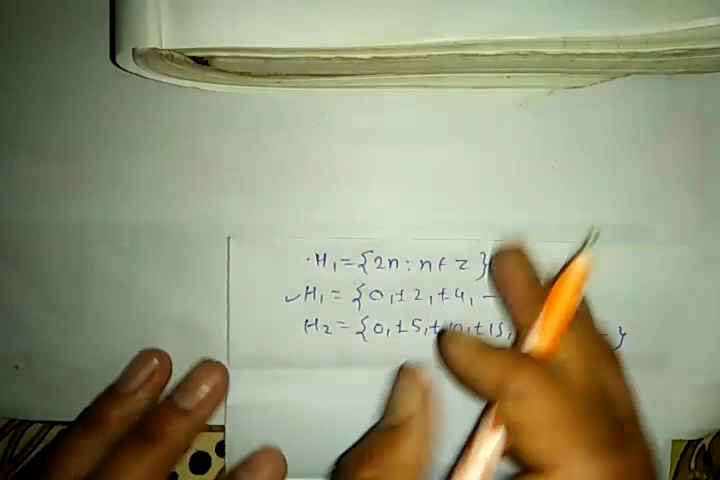 ·H₁ = {2n : n ∈ z}
✓H₁ = {0, ±2, ±4, -
H₂ = {0, ±5, ±10, ±15, - }